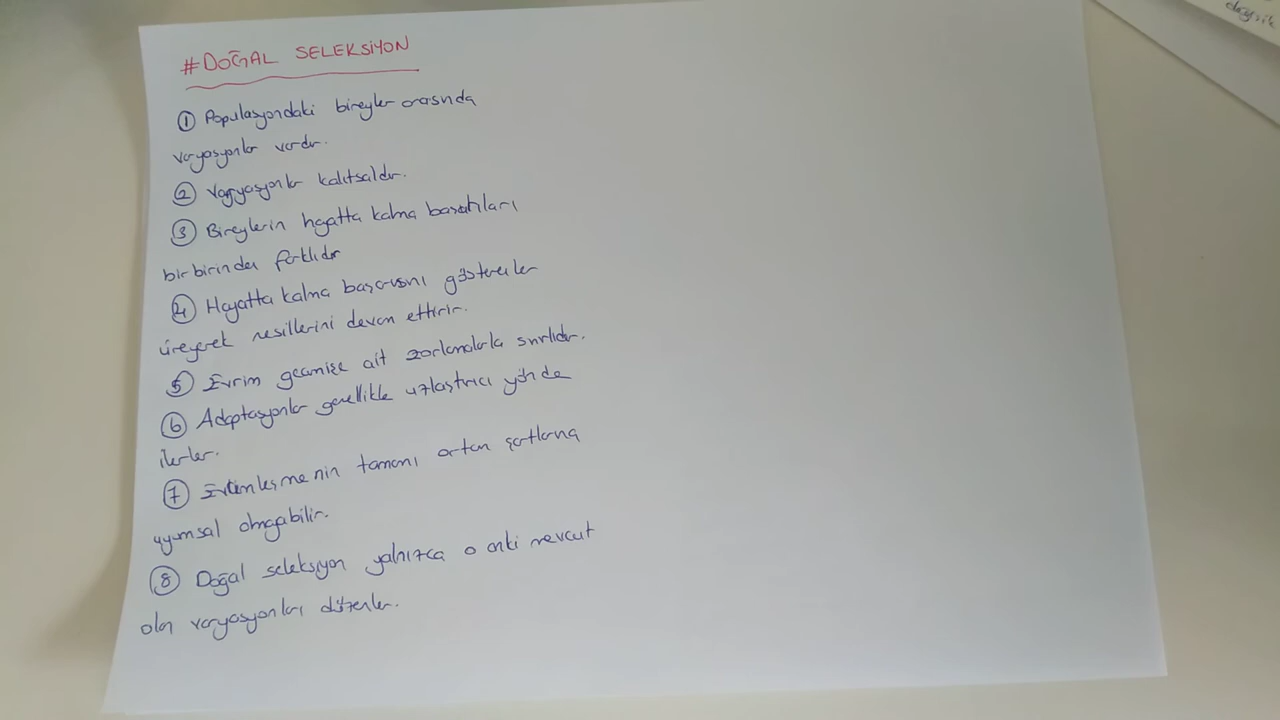 #DOĞAL SELEKSİYON
① Populasyondaki bireyler arasında
varyasyonlar vardır.
② Varyasyonlar kalıtsaldır.
③ Bireylerin hayatta kalma başarıları
birbirinden farklıdır
④ Hayatta kalma başarısını gösterenler
üreyerek nesillerini devam ettirir.
⑤ Evrim geçmişe ait zorlamalarla sınırlıdır.
⑥ Adaptasyonlar genellikle uzlaştırıcı yönde
ilerler.
⑦ Evrimleşmenin tamamı ortam şartlarına
uyumsal olmayabilir.
⑧ Doğal seleksiyon yalnızca o anki mevcut
olan varyasyonları düzenler.